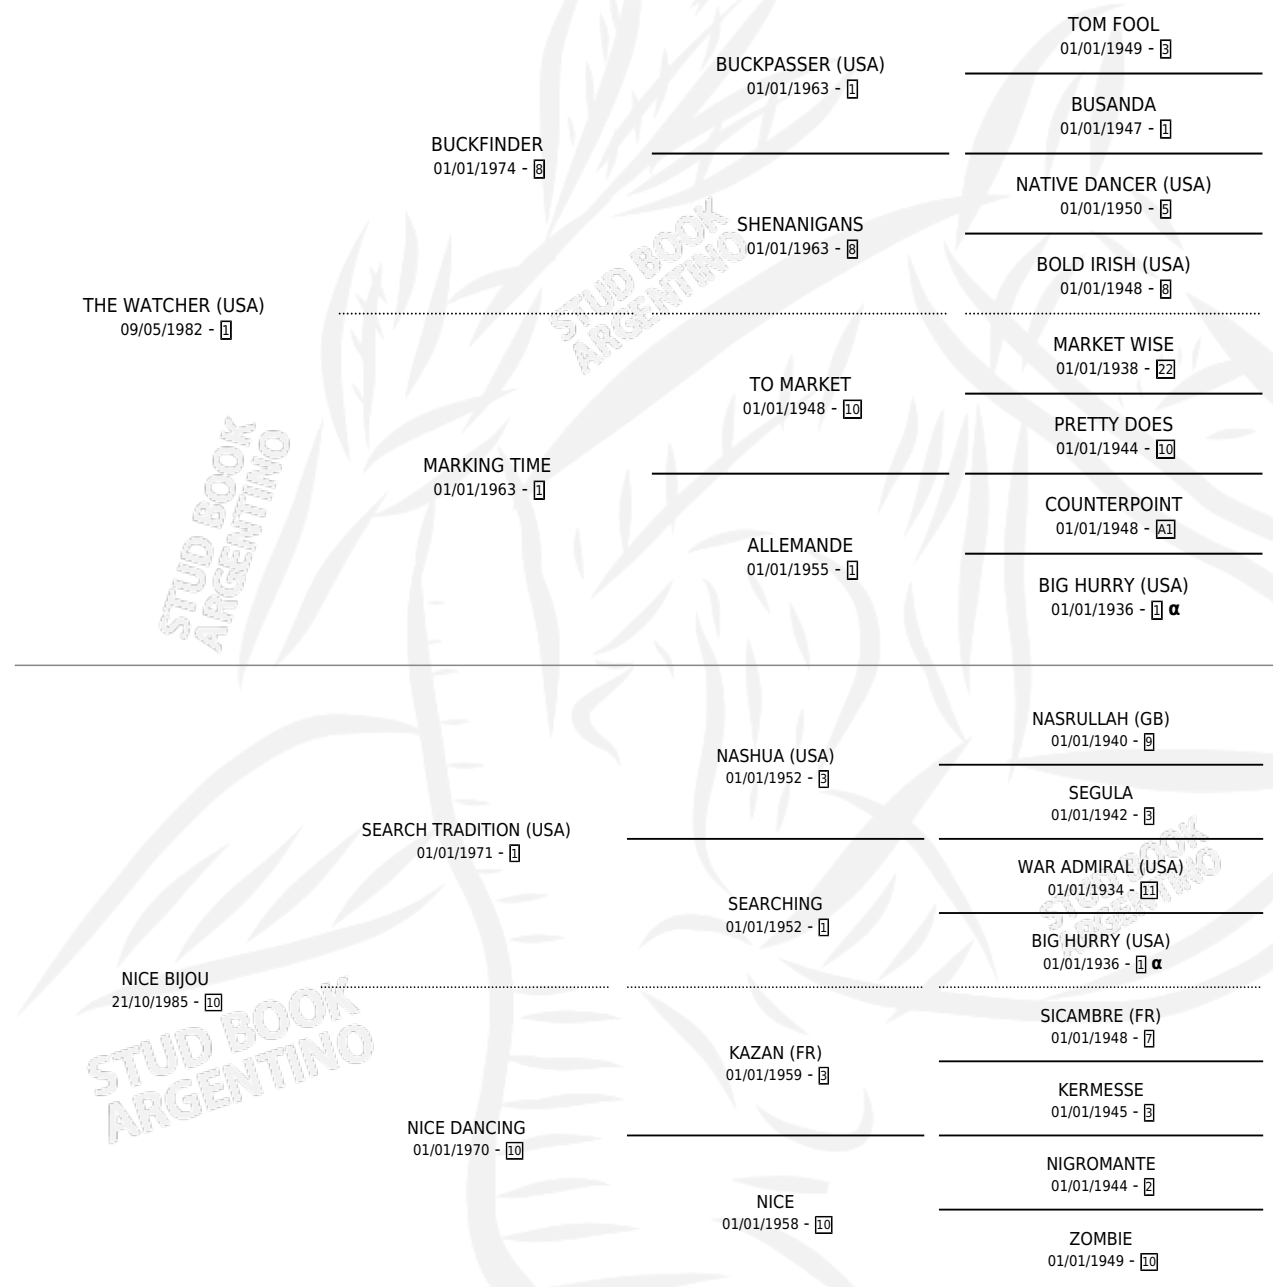 TOM FOOL
01/01/1949 - 3
BUCKPASSER (USA)
01/01/1963 - 1
BUSANDA
01/01/1947 - 1
BUCKFINDER
01/01/1974 - 8
NATIVE DANCER (USA)
01/01/1950 - 5
SHENANIGANS
01/01/1963 - 8
BOLD IRISH (USA)
01/01/1948 - 8
THE WATCHER (USA)
09/05/1982 - 1
MARKET WISE
01/01/1938 - 22
TO MARKET
01/01/1948 - 10
PRETTY DOES
01/01/1944 - 10
MARKING TIME
01/01/1963 - 1
COUNTERPOINT
01/01/1948 - A1
ALLEMANDE
01/01/1955 - 1
BIG HURRY (USA)
01/01/1936 - 1 α
NASRULLAH (GB)
01/01/1940 - 9
NASHUA (USA)
01/01/1952 - 3
SEGULA
01/01/1942 - 3
SEARCH TRADITION (USA)
01/01/1971 - 1
WAR ADMIRAL (USA)
01/01/1934 - 11
SEARCHING
01/01/1952 - 1
BIG HURRY (USA)
01/01/1936 - 1 α
NICE BIJOU
21/10/1985 - 10
SICAMBRE (FR)
01/01/1948 - 7
KAZAN (FR)
01/01/1959 - 3
KERMESSE
01/01/1945 - 3
NICE DANCING
01/01/1970 - 10
NIGROMANTE
01/01/1944 - 2
NICE
01/01/1958 - 10
ZOMBIE
01/01/1949 - 10
STUD BOOK
ARGENTINO
STUD BOOK
ARGENTINO
STUD BOOK
ARGENTINO
STUD BOOK
ARGENTINO